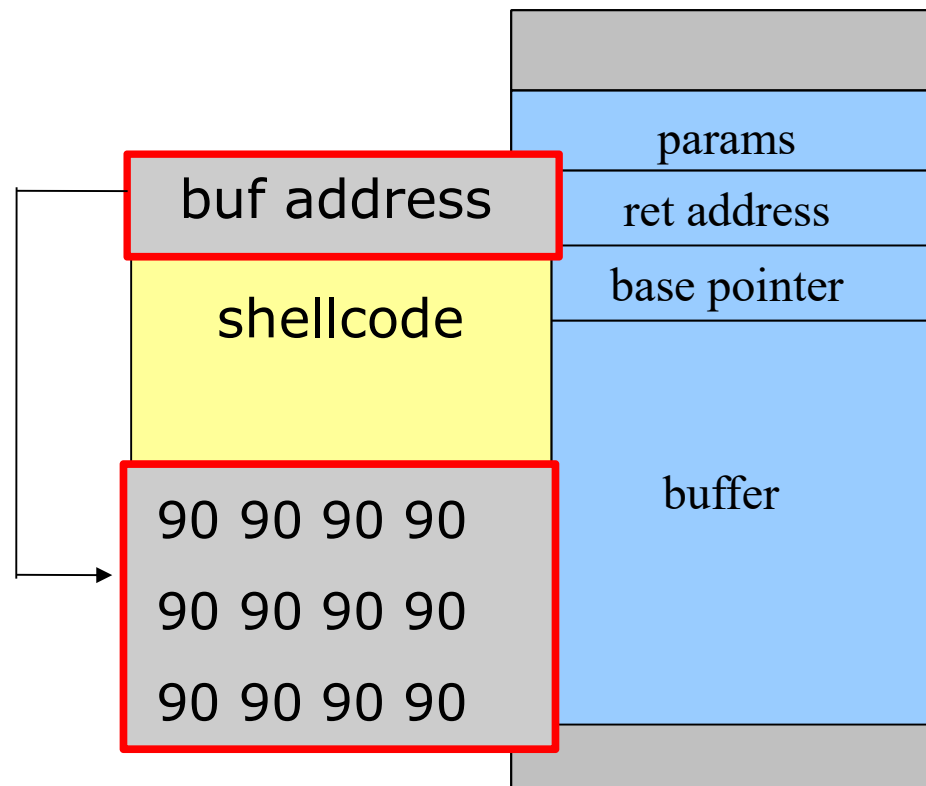 params
buf address
ret address
base pointer
shellcode
buffer
90 90 90 90
90 90 90 90
90 90 90 90